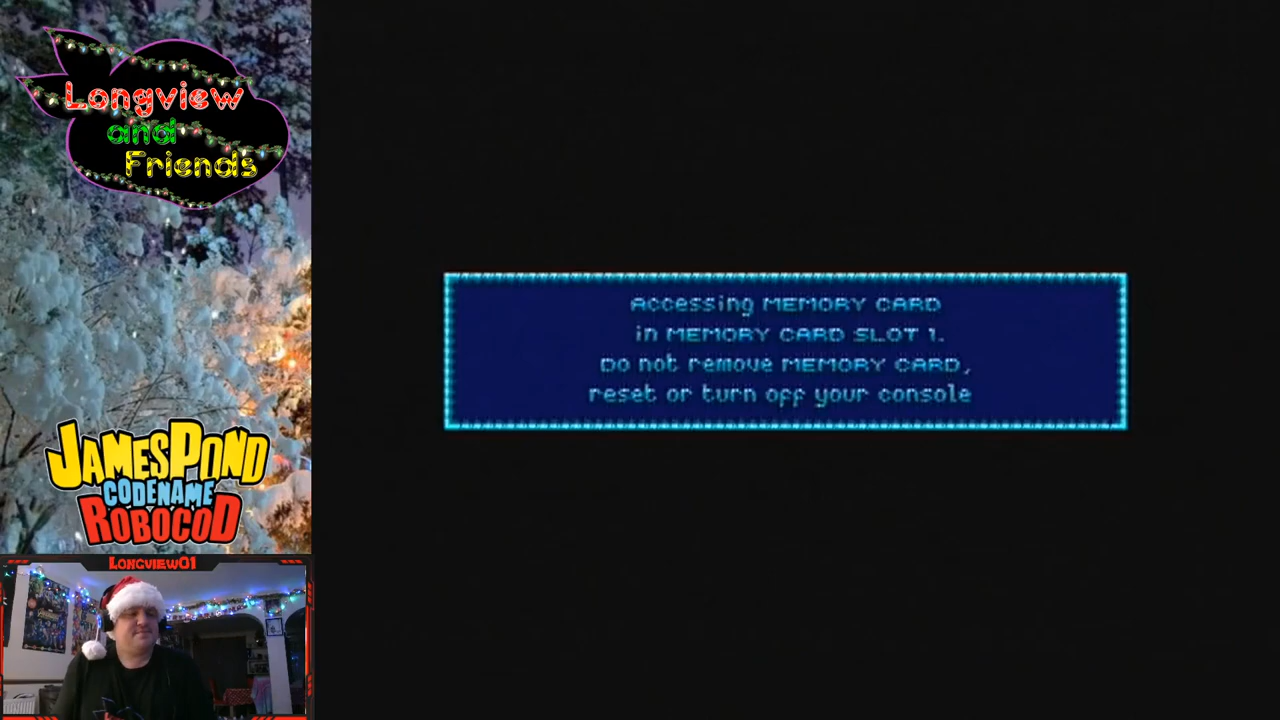 Longview
and
Friends
Accessing MEMORY CARD
in MEMORY CARD SLOT 1.
Do not remove MEMORY CARD,
reset or turn off your console
JAMES POND
CODENAME
ROBOCOD
LONGVIEW01